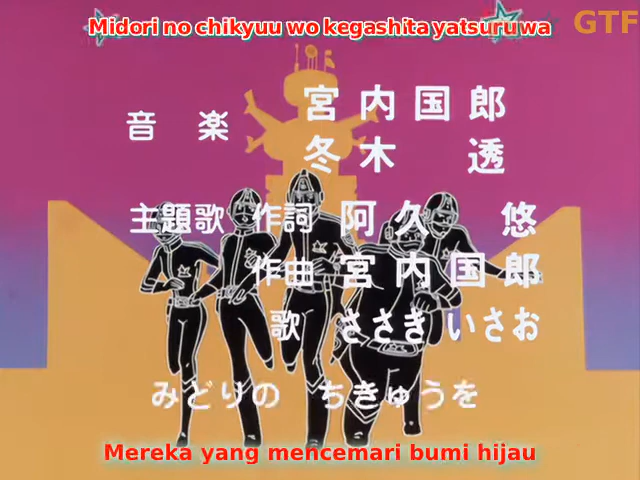 Midori no chikyuu wo kegashita yatsuru wa
GTF
音楽 宮内国郎
冬木 透
主題歌 作詞 阿久 悠
作曲 宮内国郎
歌 ささきいさお
みどりの ちきゅうを
Mereka yang mencemari bumi hijau